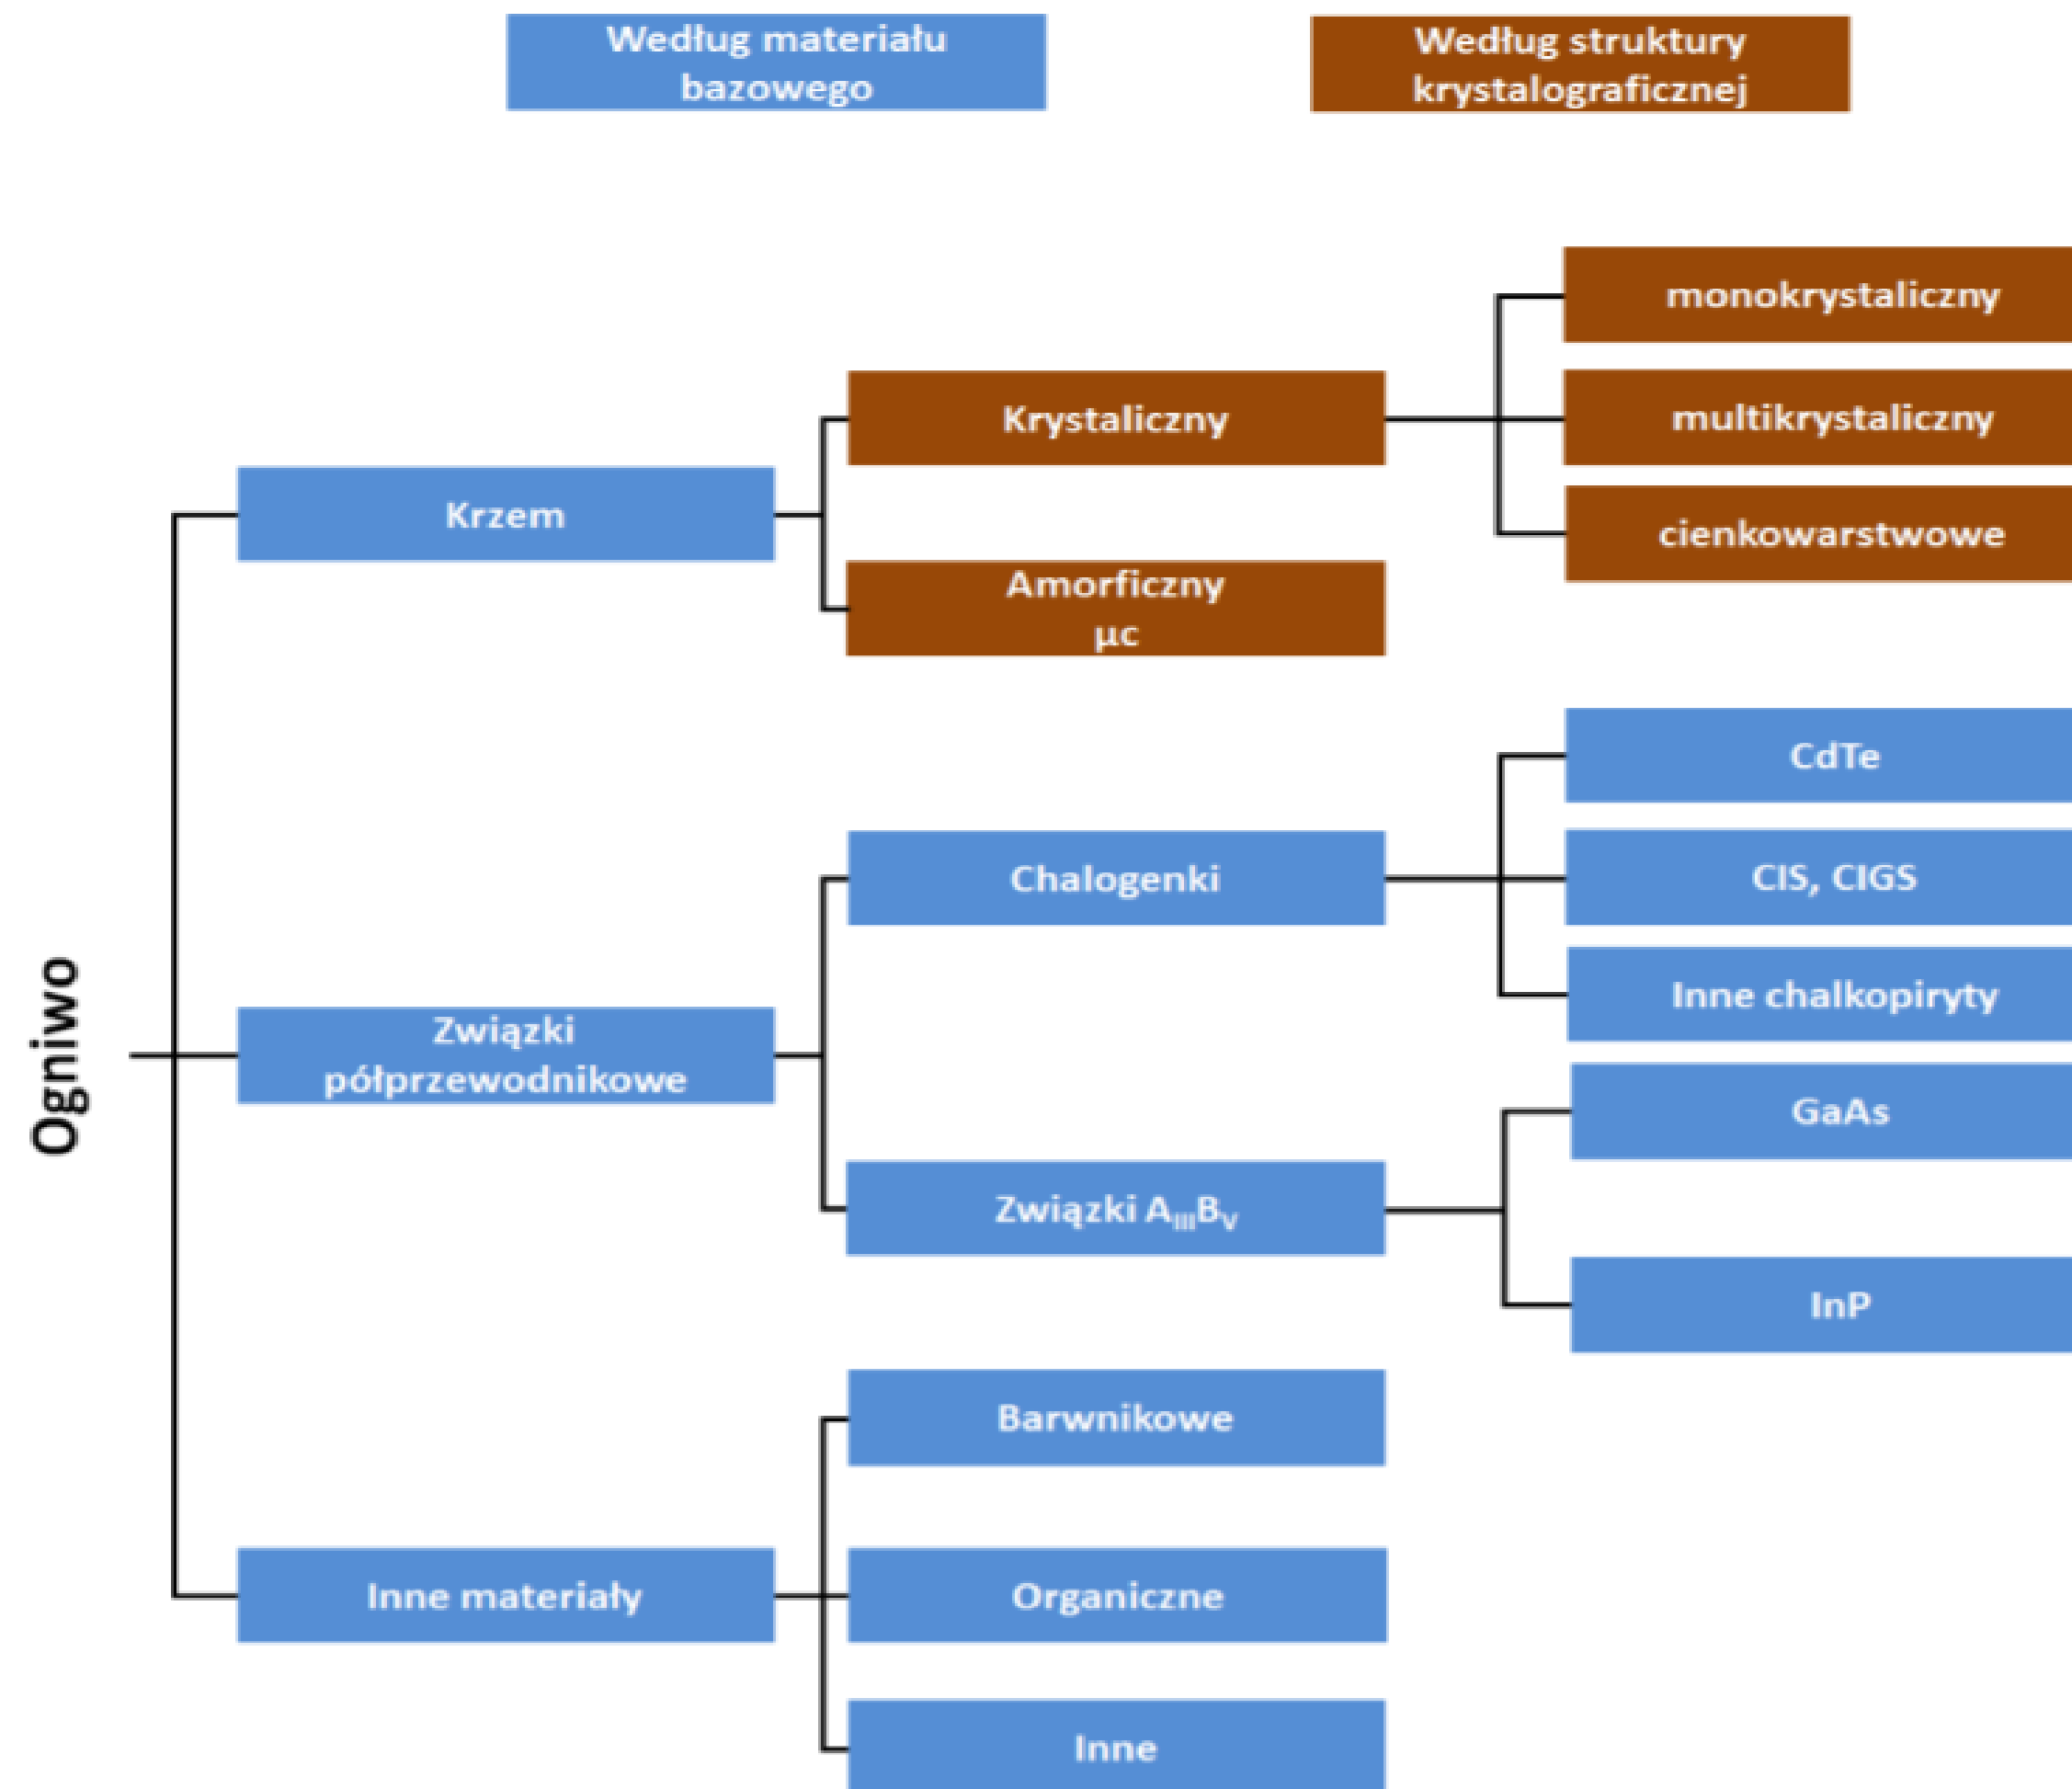 Według materiału
bazowego
Według struktury
krystalograficznej
monokrystaliczny
Krystaliczny
multikrystaliczny
Krzem
cienkowarstwowe
Amorficzny
µc
CdTe
Chalogenki
CIS, CIGS
Inne chalkopiryty
Ogniwo
Związki
półprzewodnikowe
GaAs
Związki AIIIBV
InP
Barwnikowe
Inne materiały
Organiczne
Inne